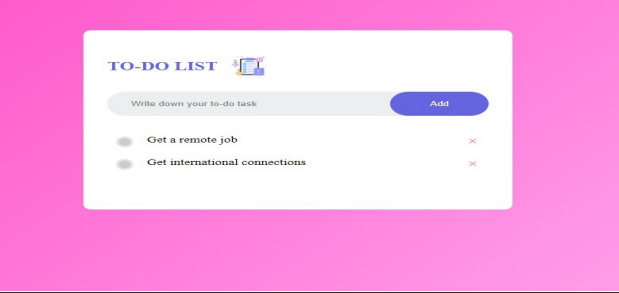 TO-DO LIST
Write down your to-do task
Add
Get a remote job
×
Get international connections
×